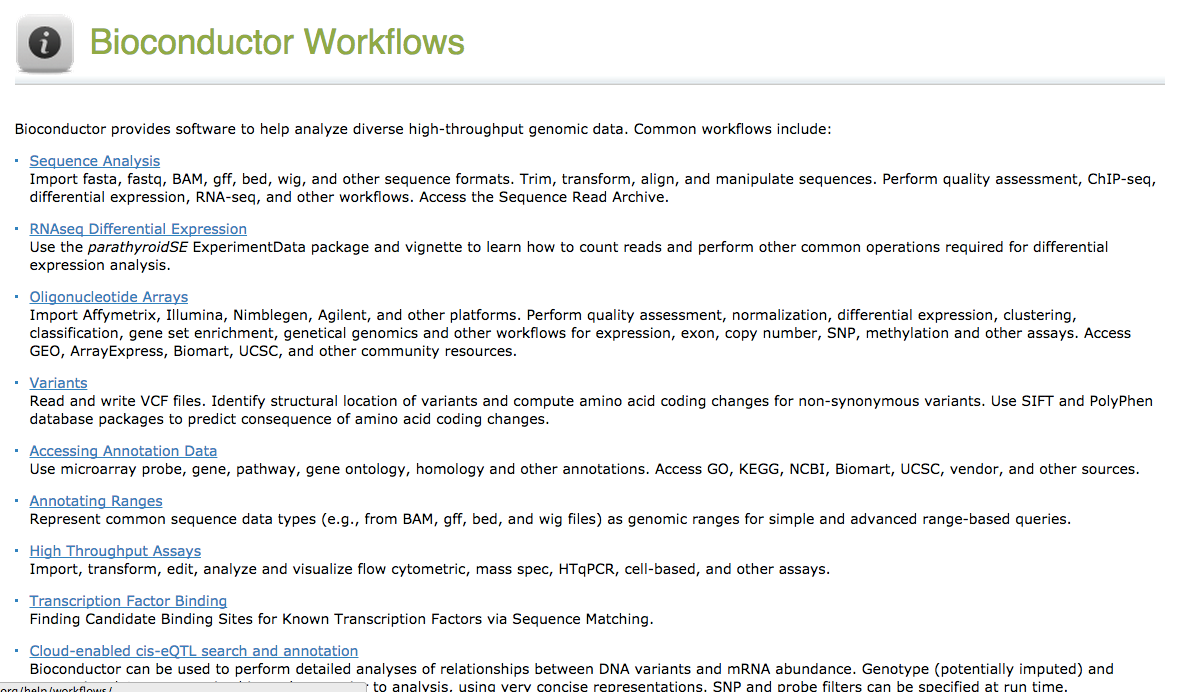 Bioconductor Workflows
Bioconductor provides software to help analyze diverse high-throughput genomic data. Common workflows include:
Sequence Analysis
Import fasta, fastq, BAM, gff, bed, wig, and other sequence formats. Trim, transform, align, and manipulate sequences. Perform quality assessment, ChIP-seq,
differential expression, RNA-seq, and other workflows. Access the Sequence Read Archive.
RNAseq Differential Expression
Use the parathyroidSE ExperimentData package and vignette to learn how to count reads and perform other common operations required for differential
expression analysis.
Oligonucleotide Arrays
Import Affymetrix, Illumina, Nimblegen, Agilent, and other platforms. Perform quality assessment, normalization, differential expression, clustering,
classification, gene set enrichment, genetical genomics and other workflows for expression, exon, copy number, SNP, methylation and other assays. Access
GEO, ArrayExpress, Biomart, UCSC, and other community resources.
Variants
Read and write VCF files. Identify structural location of variants and compute amino acid coding changes for non-synonymous variants. Use SIFT and PolyPhen
database packages to predict consequence of amino acid coding changes.
Accessing Annotation Data
Use microarray probe, gene, pathway, gene ontology, homology and other annotations. Access GO, KEGG, NCBI, Biomart, UCSC, vendor, and other sources.
Annotating Ranges
Represent common sequence data types (e.g., from BAM, gff, bed, and wig files) as genomic ranges for simple and advanced range-based queries.
High Throughput Assays
Import, transform, edit, analyze and visualize flow cytometric, mass spec, HTqPCR, cell-based, and other assays.
Transcription Factor Binding
Finding Candidate Binding Sites for Known Transcription Factors via Sequence Matching.
Cloud-enabled cis-eQTL search and annotation
Bioconductor can be used to perform detailed analyses of relationships between DNA variants and mRNA abundance. Genotype (potentially imputed) and
to analysis, using very concise representations. SNP and probe filters can be specified at run time.
org/help/workflows/